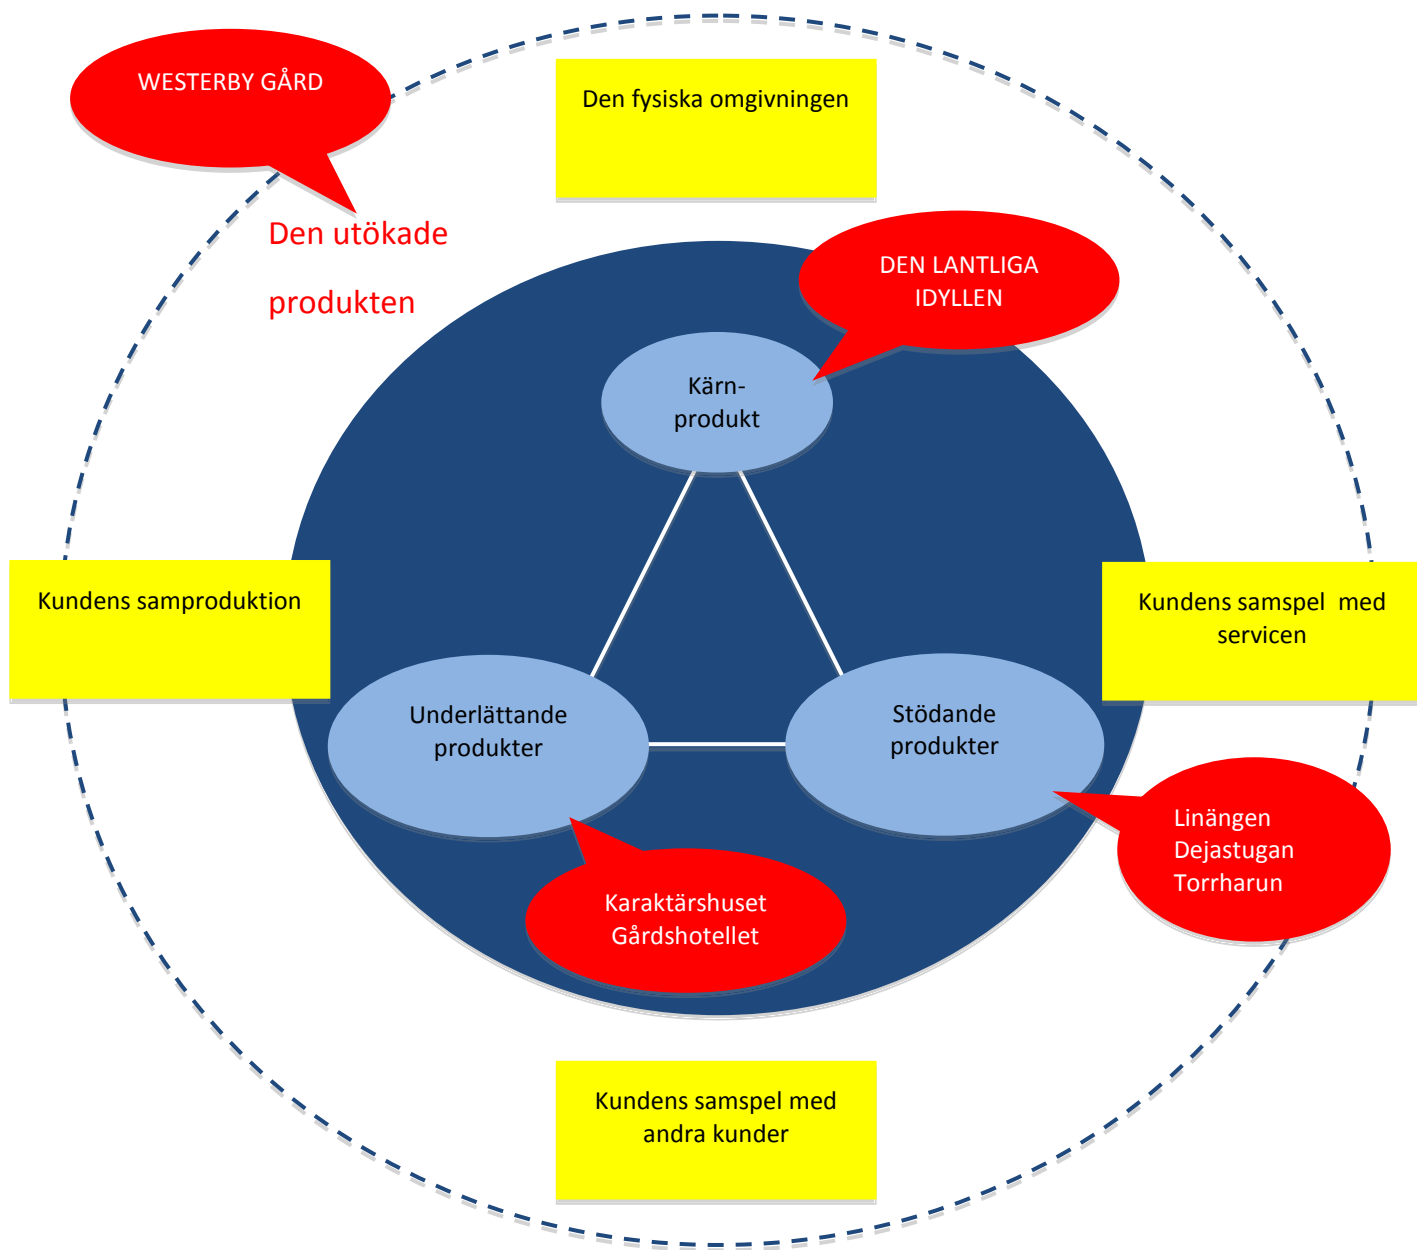 WESTERBY GÅRD
Den fysiska omgivningen
Den utökade
produkten
DEN LANTLIGA
IDYLLEN
Kärn-
produkt
Kundens samproduktion
Kundens samspel  med
servicen
Underlättande
produkter
Stödande
produkter
Linängen
Dejastugan
Torrharun
Karaktärshuset
Gårdshotellet
Kundens samspel med
andra kunder